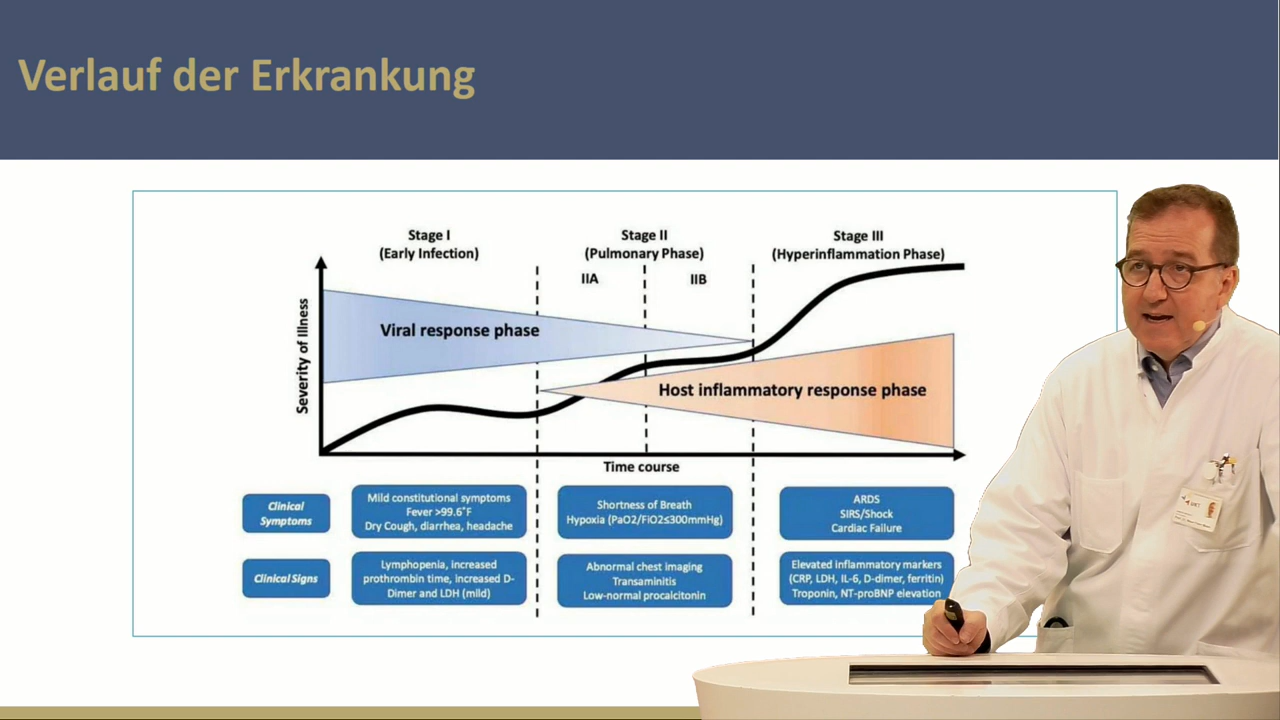 Verlauf der Erkrankung
Stage I
(Early Infection)
Stage II
(Pulmonary Phase)
Stage III
(Hyperinflammation Phase)
IIA
IIB
Severity of Illness
Viral response phase
Host inflammatory response phase
Time course
Clinical
Symptoms
Mild constitutional symptoms
Fever >99.6°F
Dry Cough, diarrhea, headache
Shortness of Breath
Hypoxia (PaO2/FiO2≤300mmHg)
ARDS
SIRS/Shock
Cardiac Failure
Clinical Signs
Lymphopenia, increased
prothrombin time, increased D-
Dimer and LDH (mild)
Abnormal chest imaging
Transaminitis
Low-normal procalcitonin
Elevated inflammatory markers
(CRP, LDH, IL-6, D-dimer, ferritin)
Troponin, NT-proBNP elevation